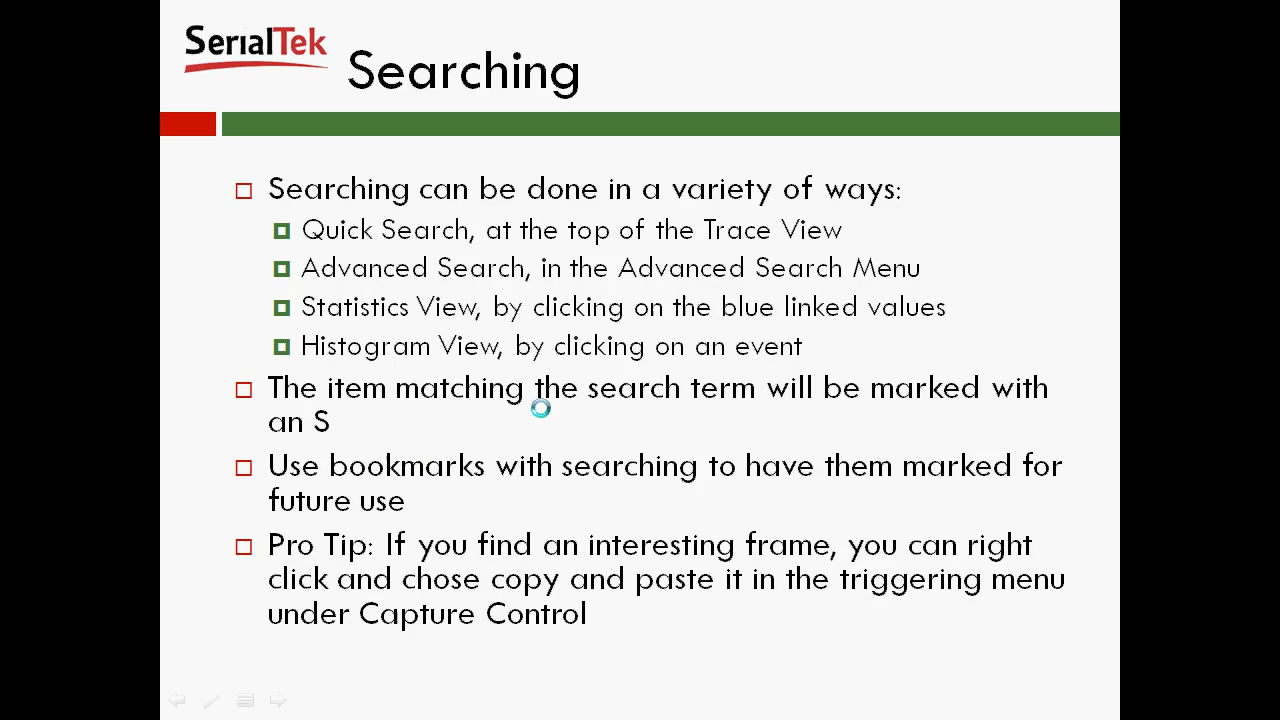 SerialTek
Searching
Searching can be done in a variety of ways:
Quick Search, at the top of the Trace View
Advanced Search, in the Advanced Search Menu
Statistics View, by clicking on the blue linked values
Histogram View, by clicking on an event
The item matching the search term will be marked with
an S
Use bookmarks with searching to have them marked for
future use
Pro Tip: If you find an interesting frame, you can right
click and chose copy and paste it in the triggering menu
under Capture Control